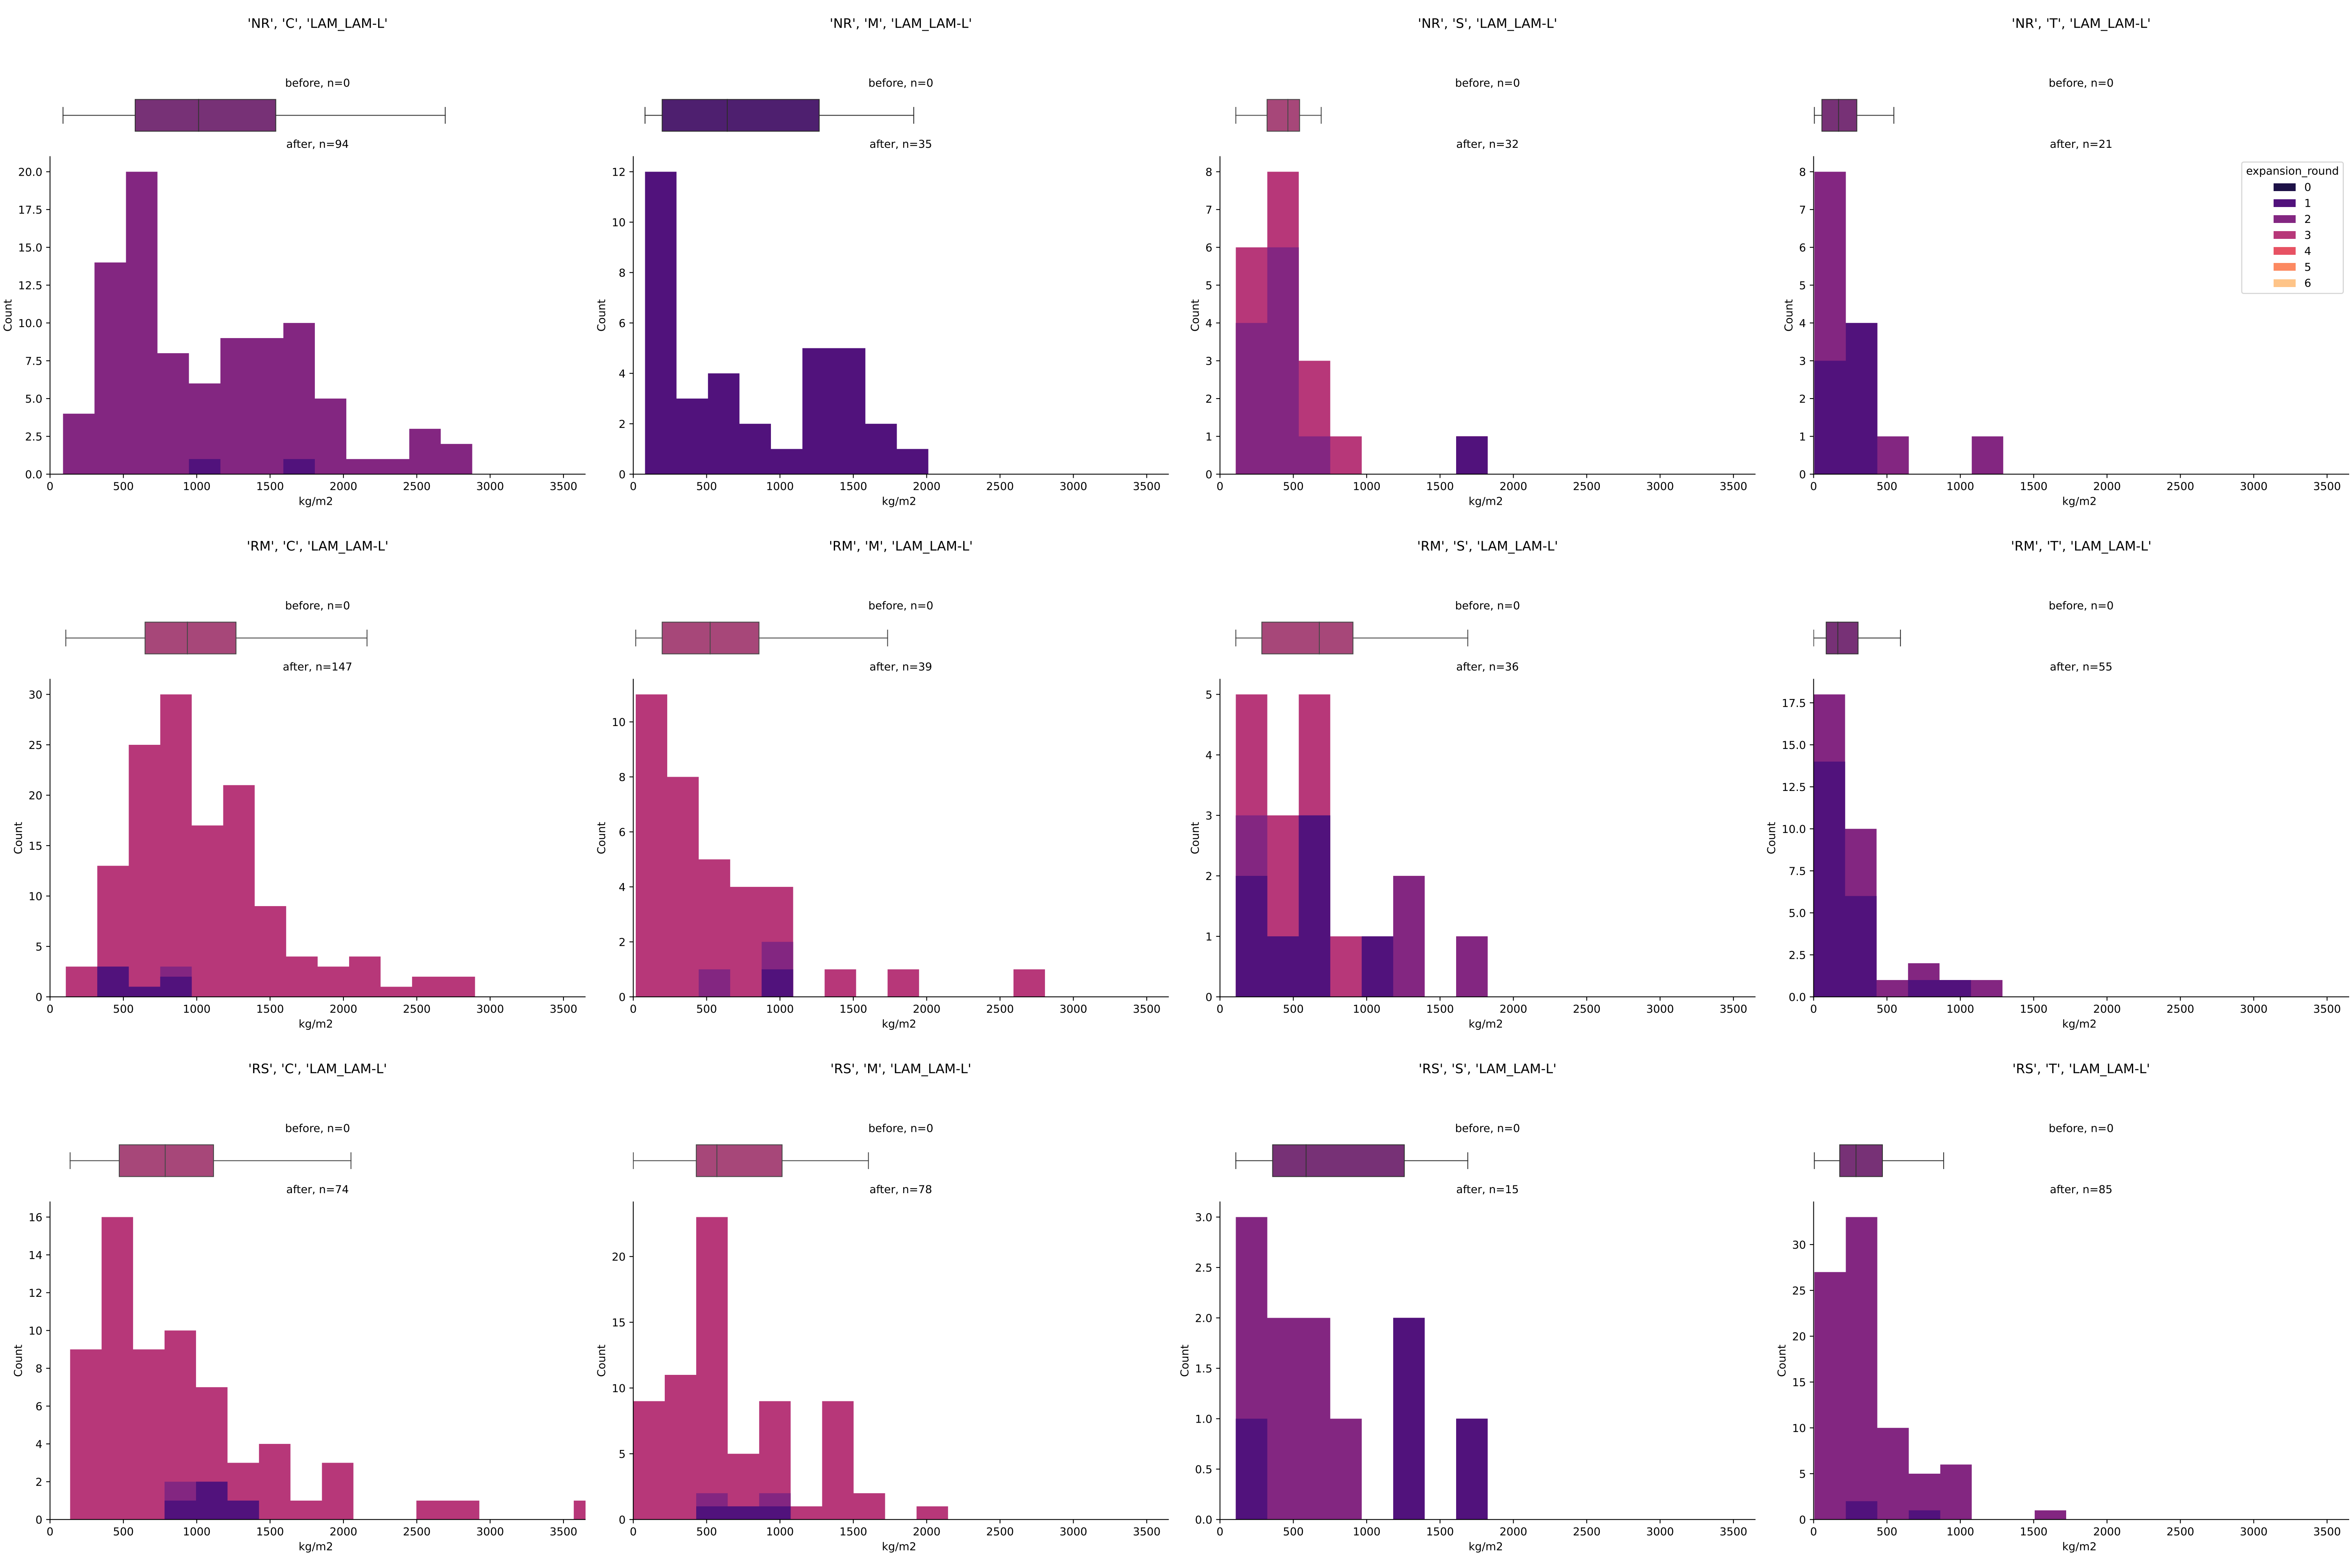 'NR', 'C', 'LAM_LAM-L'
before, n=0
after, n=94
20.0
17.5
15.0
12.5
10.0
7.5
5.0
2.5
0.0
Count
0 500 1000 1500 2000 2500 3000 3500
kg/m2
'NR', 'M', 'LAM_LAM-L'
before, n=0
after, n=35
12
10
8
6
4
2
0
Count
0 500 1000 1500 2000 2500 3000 3500
kg/m2
'NR', 'S', 'LAM_LAM-L'
before, n=0
after, n=32
8
7
6
5
4
3
2
1
0
Count
0 500 1000 1500 2000 2500 3000 3500
kg/m2
'NR', 'T', 'LAM_LAM-L'
before, n=0
after, n=21
8
7
6
5
4
3
2
1
0
Count
0 500 1000 1500 2000 2500 3000 3500
kg/m2
expansion_round
0
1
2
3
4
5
6
'RM', 'C', 'LAM_LAM-L'
before, n=0
after, n=147
30
25
20
15
10
5
0
Count
0 500 1000 1500 2000 2500 3000 3500
kg/m2
'RM', 'M', 'LAM_LAM-L'
before, n=0
after, n=39
10
8
6
4
2
0
Count
0 500 1000 1500 2000 2500 3000 3500
kg/m2
'RM', 'S', 'LAM_LAM-L'
before, n=0
after, n=36
5
4
3
2
1
0
Count
0 500 1000 1500 2000 2500 3000 3500
kg/m2
'RM', 'T', 'LAM_LAM-L'
before, n=0
after, n=55
17.5
15.0
12.5
10.0
7.5
5.0
2.5
0.0
Count
0 500 1000 1500 2000 2500 3000 3500
kg/m2
'RS', 'C', 'LAM_LAM-L'
before, n=0
after, n=74
16
14
12
10
8
6
4
2
0
Count
0 500 1000 1500 2000 2500 3000 3500
kg/m2
'RS', 'M', 'LAM_LAM-L'
before, n=0
after, n=78
20
15
10
5
0
Count
0 500 1000 1500 2000 2500 3000 3500
kg/m2
'RS', 'S', 'LAM_LAM-L'
before, n=0
after, n=15
3.0
2.5
2.0
1.5
1.0
0.5
0.0
Count
0 500 1000 1500 2000 2500 3000 3500
kg/m2
'RS', 'T', 'LAM_LAM-L'
before, n=0
after, n=85
30
25
20
15
10
5
0
Count
0 500 1000 1500 2000 2500 3000 3500
kg/m2